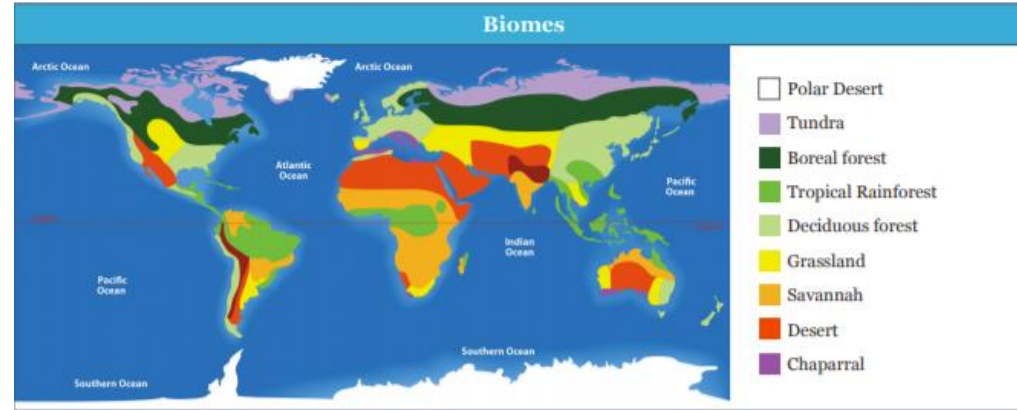 Biomes
Arctic Ocean
Arctic Ocean
Atlantic
Ocean
Pacific
Ocean
Indian
Ocean
Pacific
Ocean
Southern Ocean
Southern Ocean
Polar Desert
Tundra
Boreal forest
Tropical Rainforest
Deciduous forest
Grassland
Savannah
Desert
Chaparral